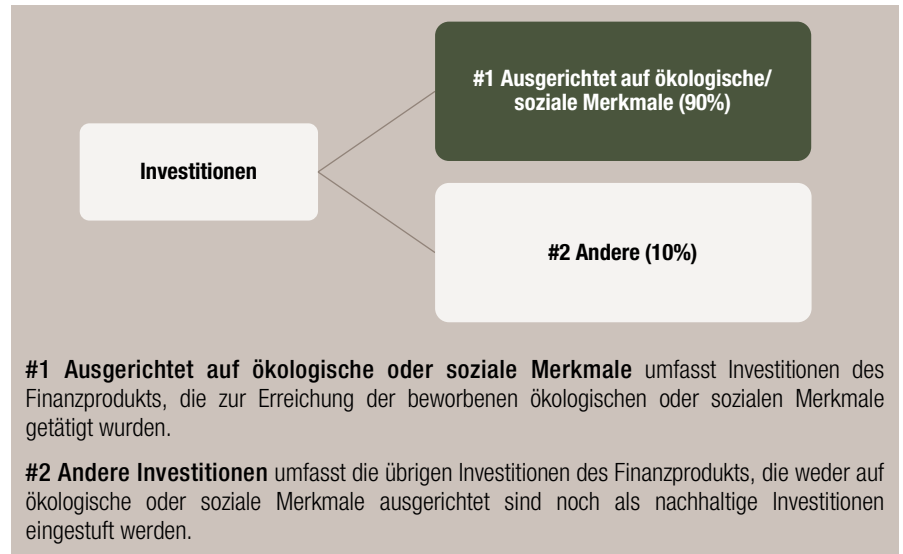 #1 Ausgerichtet auf ökologische/
soziale Merkmale (90%)
Investitionen
#2 Andere (10%)
#1 Ausgerichtet auf ökologische oder soziale Merkmale umfasst Investitionen des
Finanzprodukts, die zur Erreichung der beworbenen ökologischen oder sozialen Merkmale
getätigt wurden.
#2 Andere Investitionen umfasst die übrigen Investitionen des Finanzprodukts, die weder auf
ökologische oder soziale Merkmale ausgerichtet sind noch als nachhaltige Investitionen
eingestuft werden.